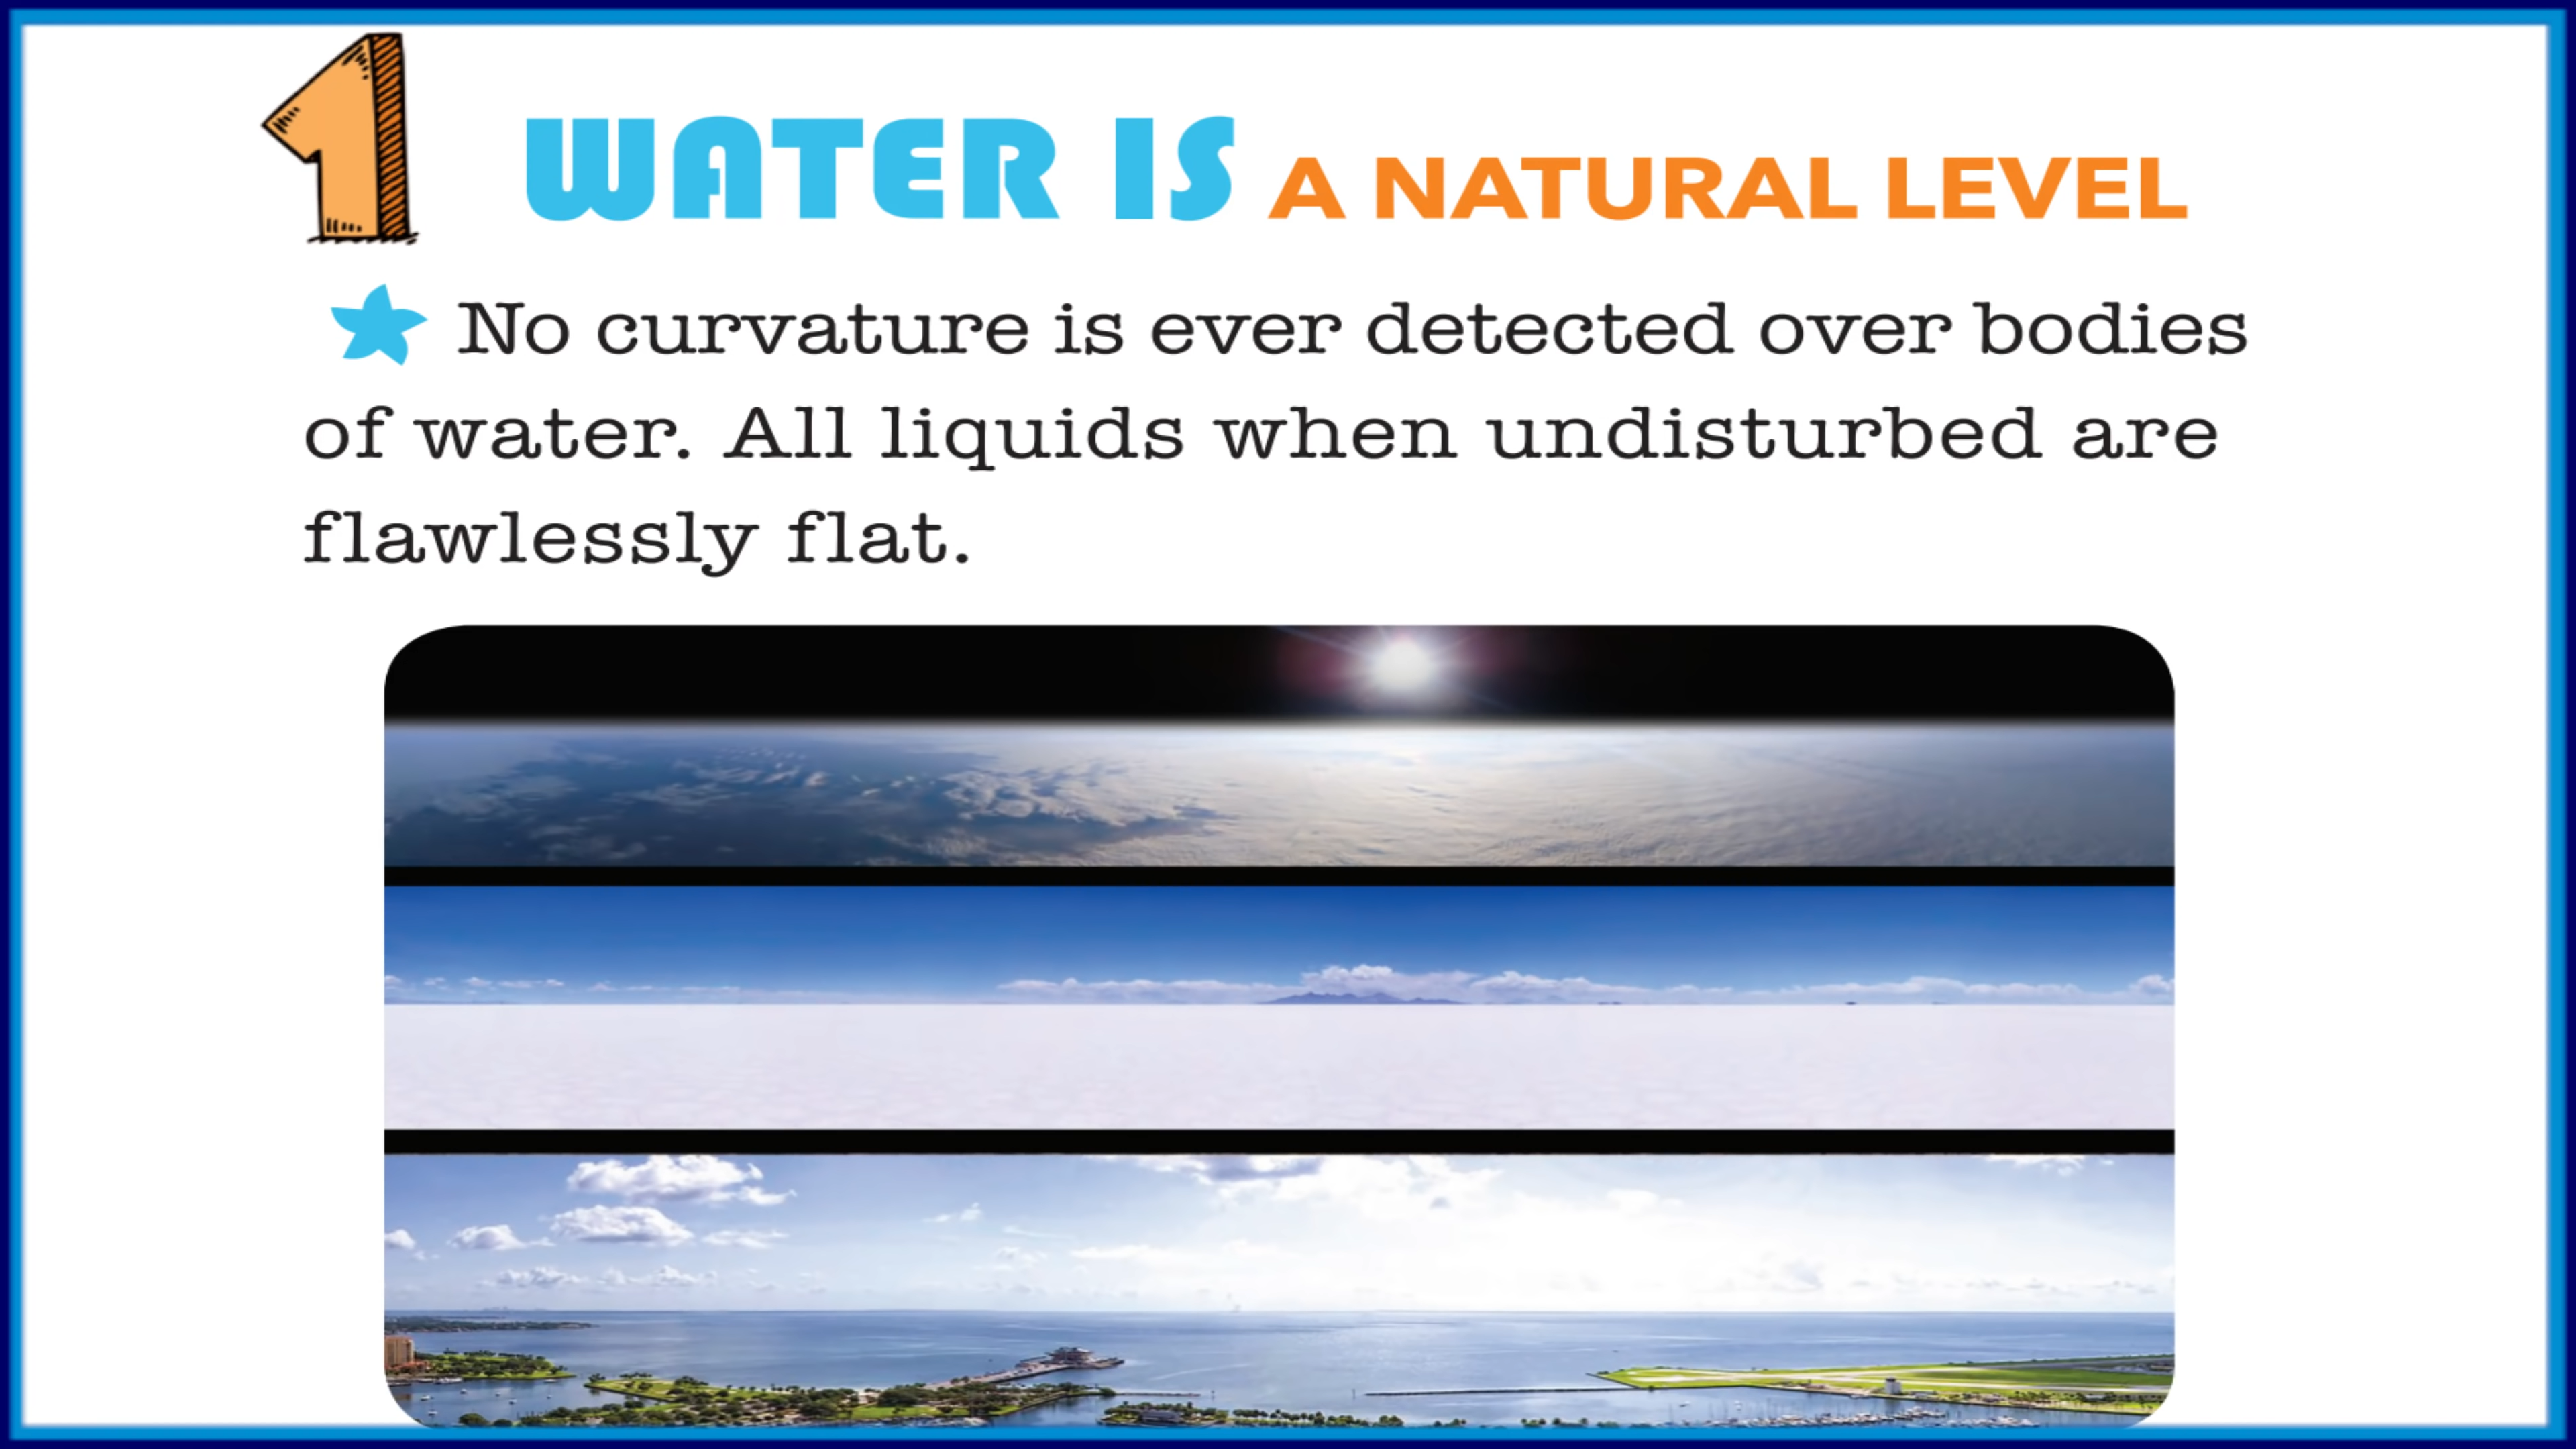 1 WATER IS A NATURAL LEVEL
No curvature is ever detected over bodies
of water. All liquids when undisturbed are
flawlessly flat.